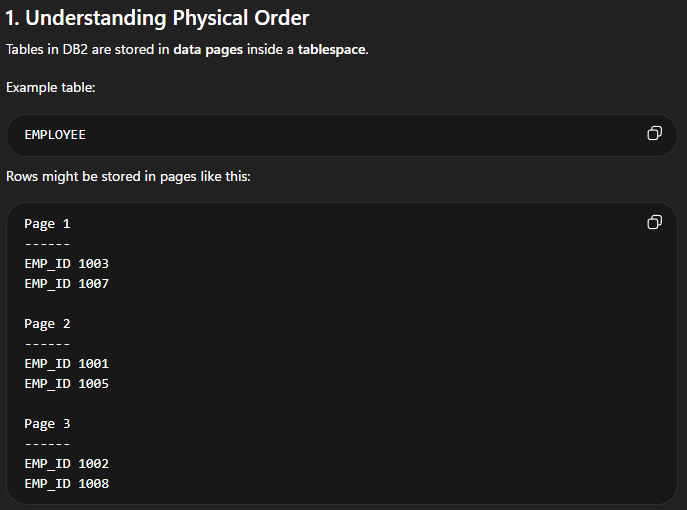 1. Understanding Physical Order
Tables in DB2 are stored in data pages inside a tablespace.
Example table:
EMPLOYEE
Rows might be stored in pages like this:
Page 1
------
EMP_ID 1003
EMP_ID 1007
Page 2
------
EMP_ID 1001
EMP_ID 1005
Page 3
------
EMP_ID 1002
EMP_ID 1008